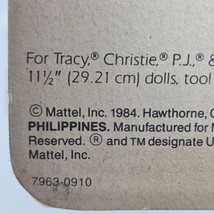 For Tracy,® Christie,® P.J.,® &
11½" (29.21 cm) dolls, tool
© Mattel, Inc. 1984. Hawthorne, C
PHILIPPINES. Manufactured for M
Reserved. ® and TM designate U
Mattel, Inc.
7963-0910